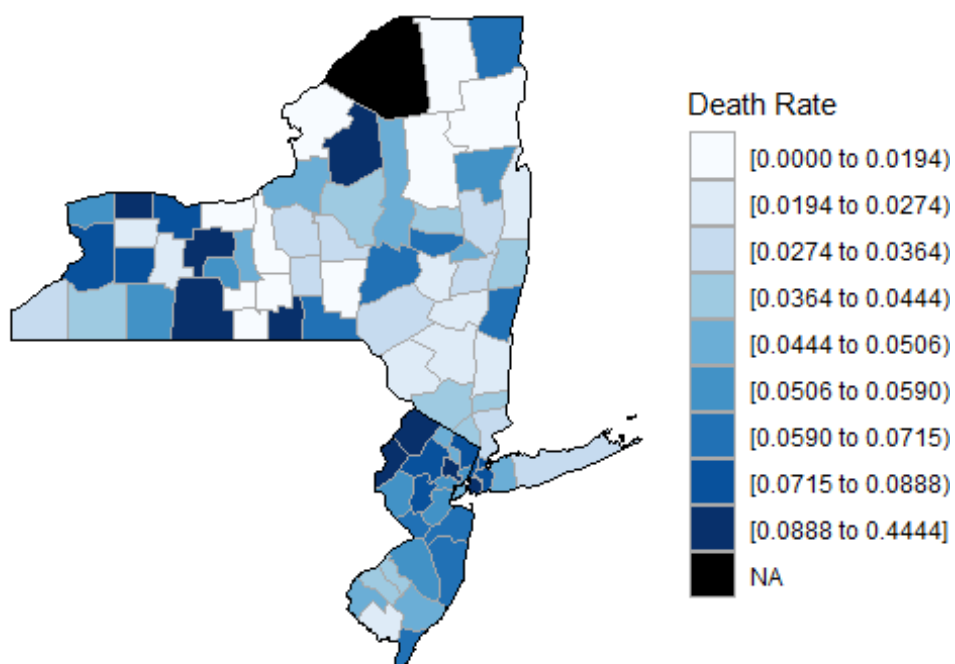 Death Rate
[0.0000 to 0.0194)
[0.0194 to 0.0274)
[0.0274 to 0.0364)
[0.0364 to 0.0444)
[0.0444 to 0.0506)
[0.0506 to 0.0590)
[0.0590 to 0.0715)
[0.0715 to 0.0888)
[0.0888 to 0.4444]
NA